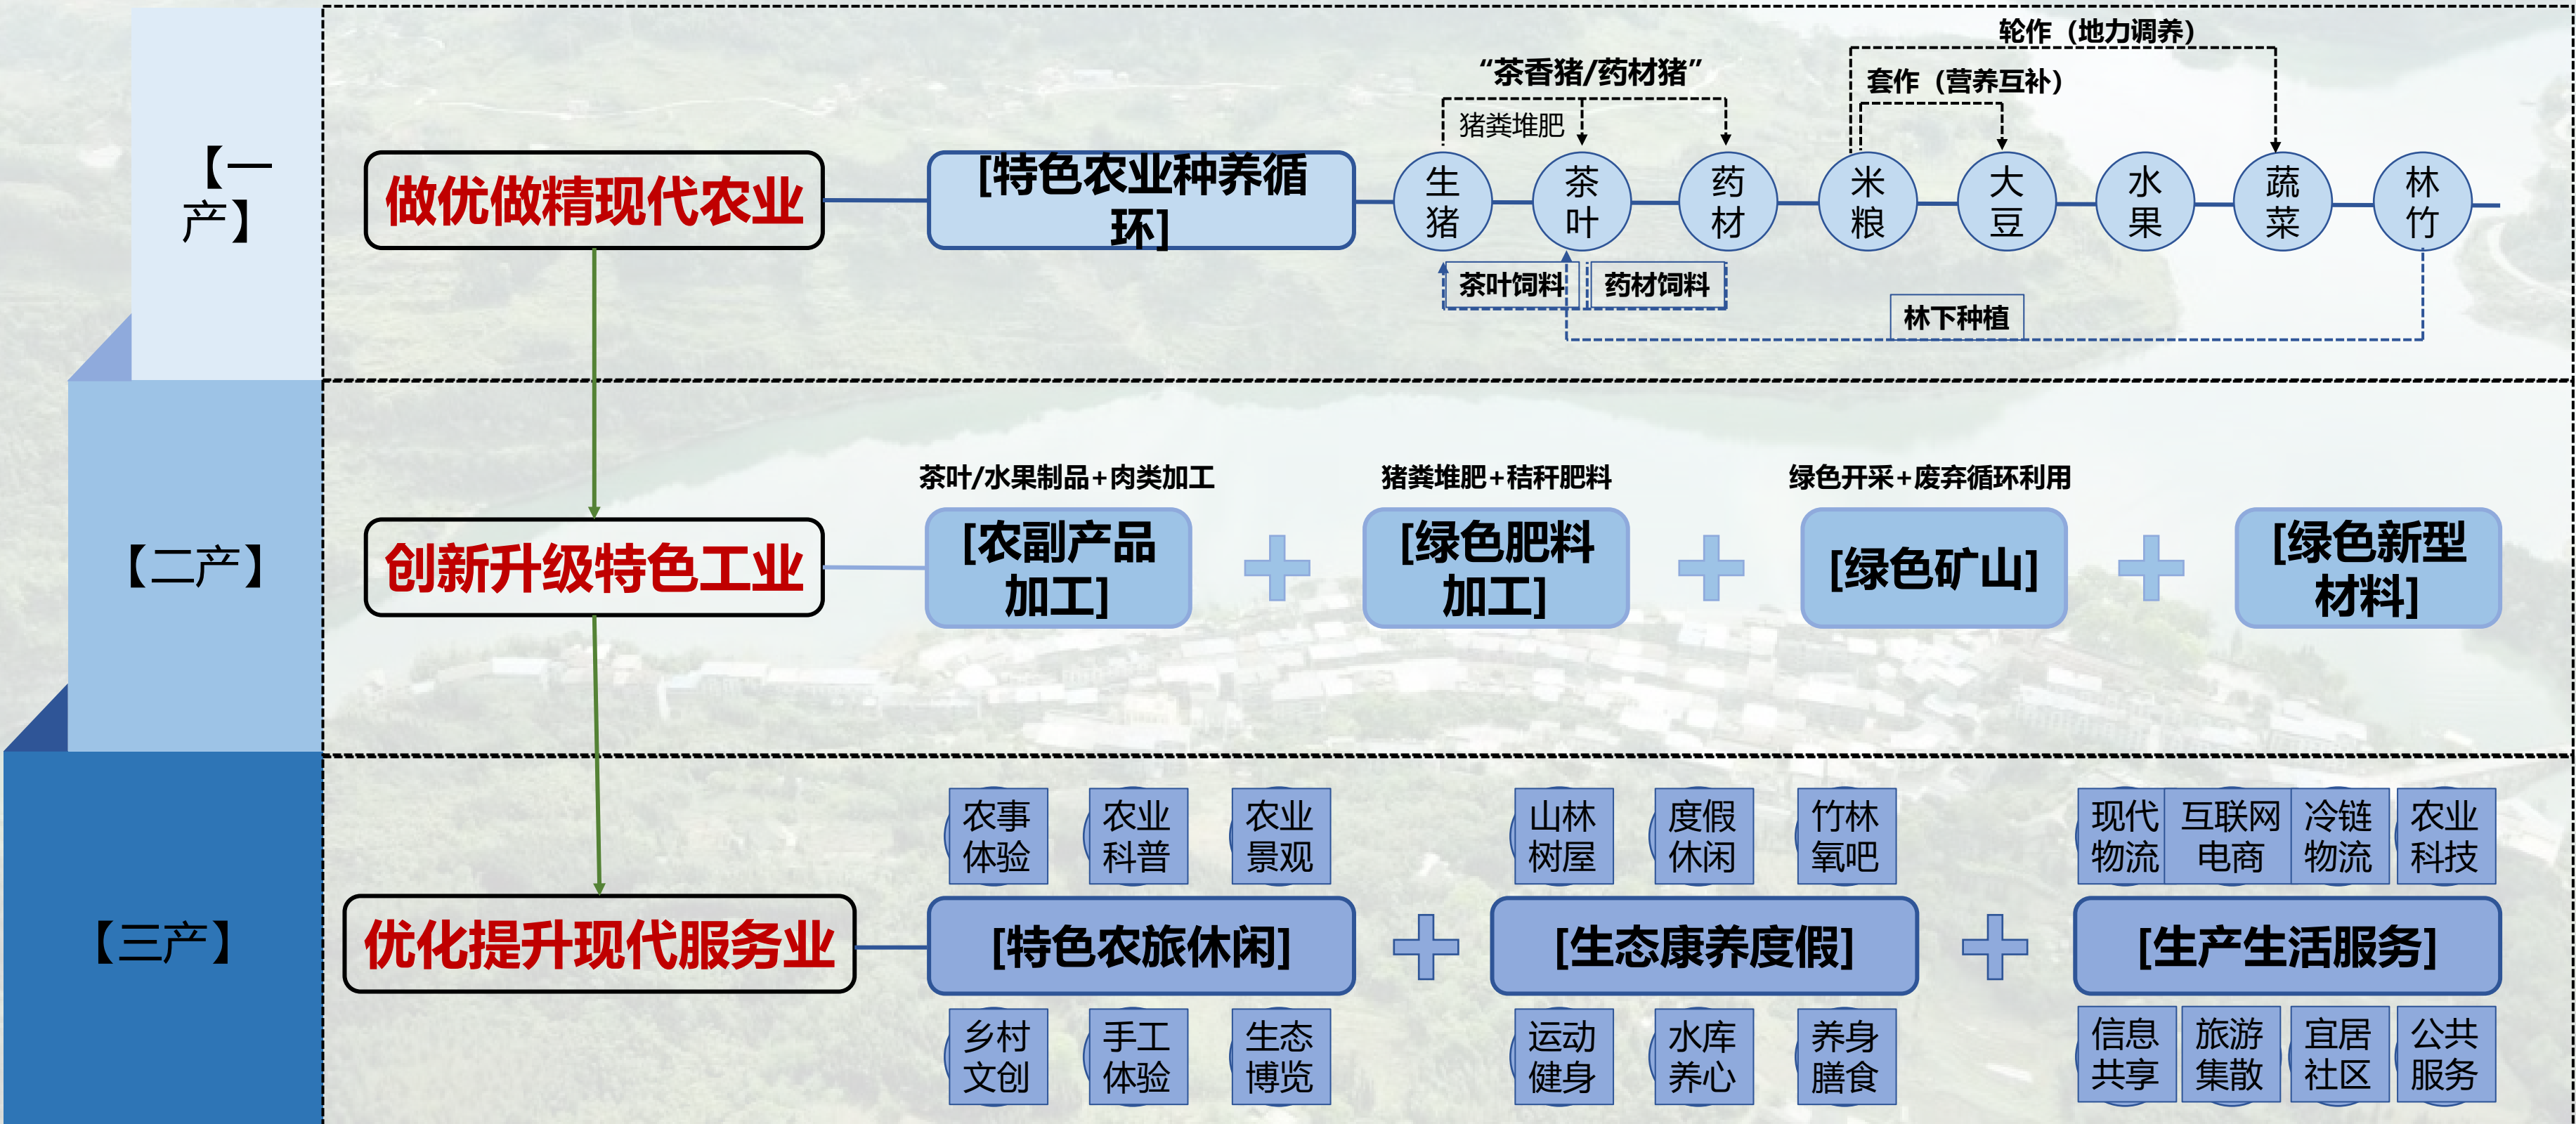 【一
产】
做优做精现代农业
[特色农业种养循
环]
“茶香猪/药材猪”
猪粪堆肥
轮作（地力调养）
套作（营养互补）
生
猪
茶
叶
药
材
米
粮
大
豆
水
果
蔬
菜
林
竹
茶叶饲料
药材饲料
林下种植
【二产】
创新升级特色工业
茶叶/水果制品+肉类加工
[农副产品
加工]
猪粪堆肥+秸秆肥料
[绿色肥料
加工]
绿色开采+废弃循环利用
[绿色矿山]
[绿色新型
材料]
【三产】
优化提升现代服务业
农事
体验
农业
科普
农业
景观
[特色农旅休闲]
乡村
文创
手工
体验
生态
博览
山林
树屋
度假
休闲
竹林
氧吧
[生态康养度假]
运动
健身
水库
养心
养身
膳食
现代
物流
互联网
电商
冷链
物流
农业
科技
[生产生活服务]
信息
共享
旅游
集散
宜居
社区
公共
服务